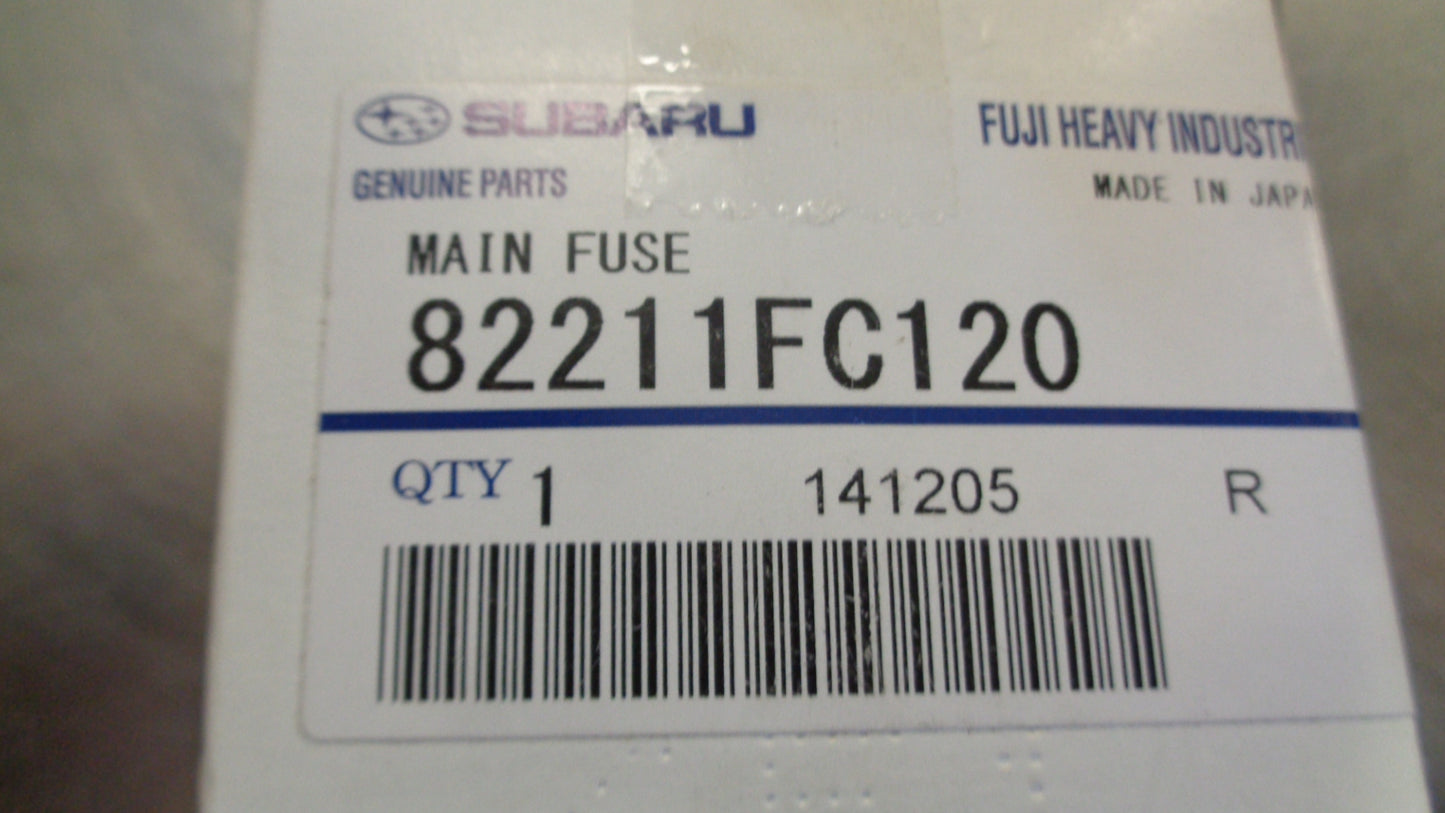 SUBARU
FUJI HEAVY INDUSTR
GENUINE PARTS
MADE IN JAPA
MAIN FUSE
82211FC120
QTY 1 141205 R